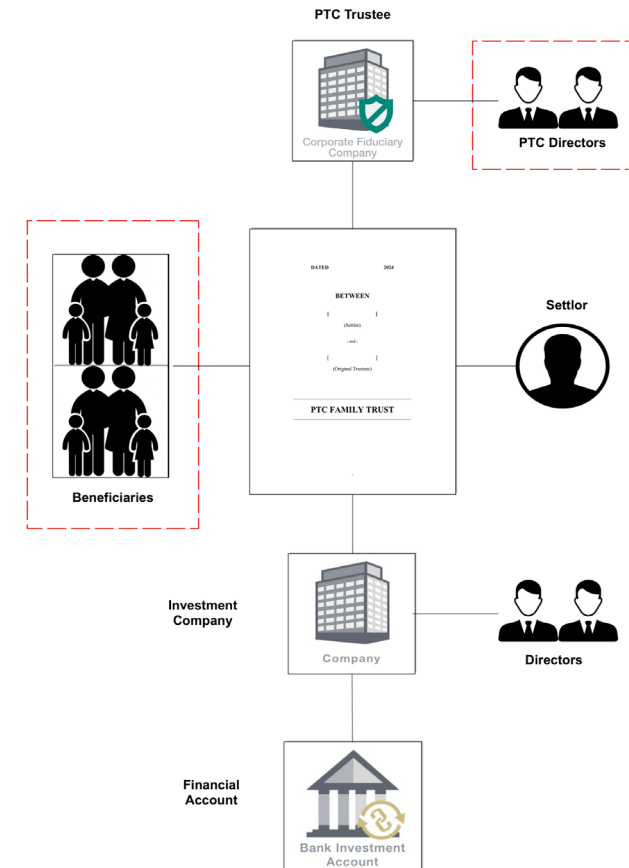 PTC Trustee
Corporate Fiduciary
Company
PTC Directors
DATED 2024
BETWEEN
[ ]
(Settlor)
-and-
[ ]
(Original Trustees)
PTC FAMILY TRUST
Settlor
Beneficiaries
Investment
Company
Company
Directors
Financial
Account
Bank Investment
Account